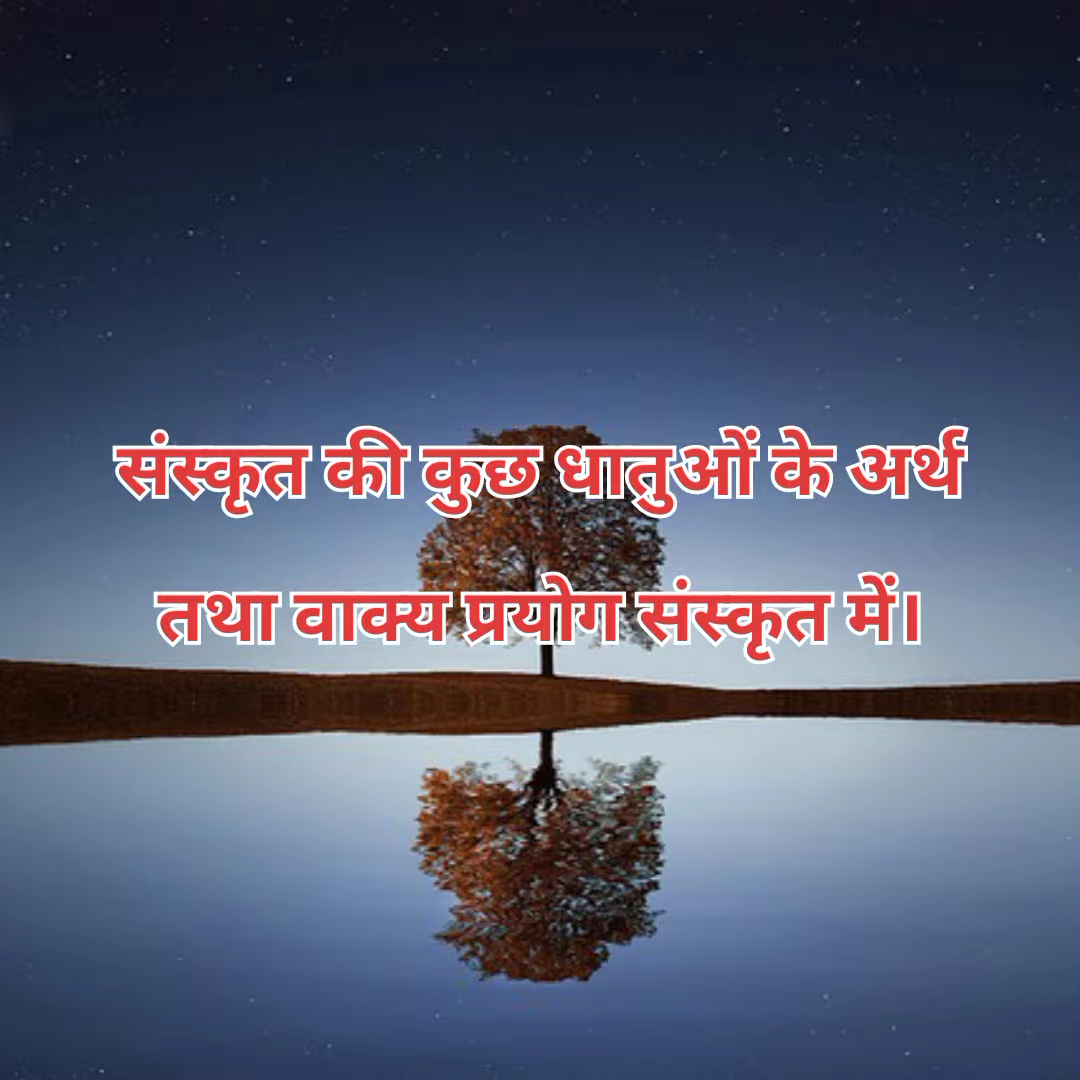 संस्कृत की कुछ धातुओं के अर्थ
तथा वाक्य प्रयोग संस्कृत में।